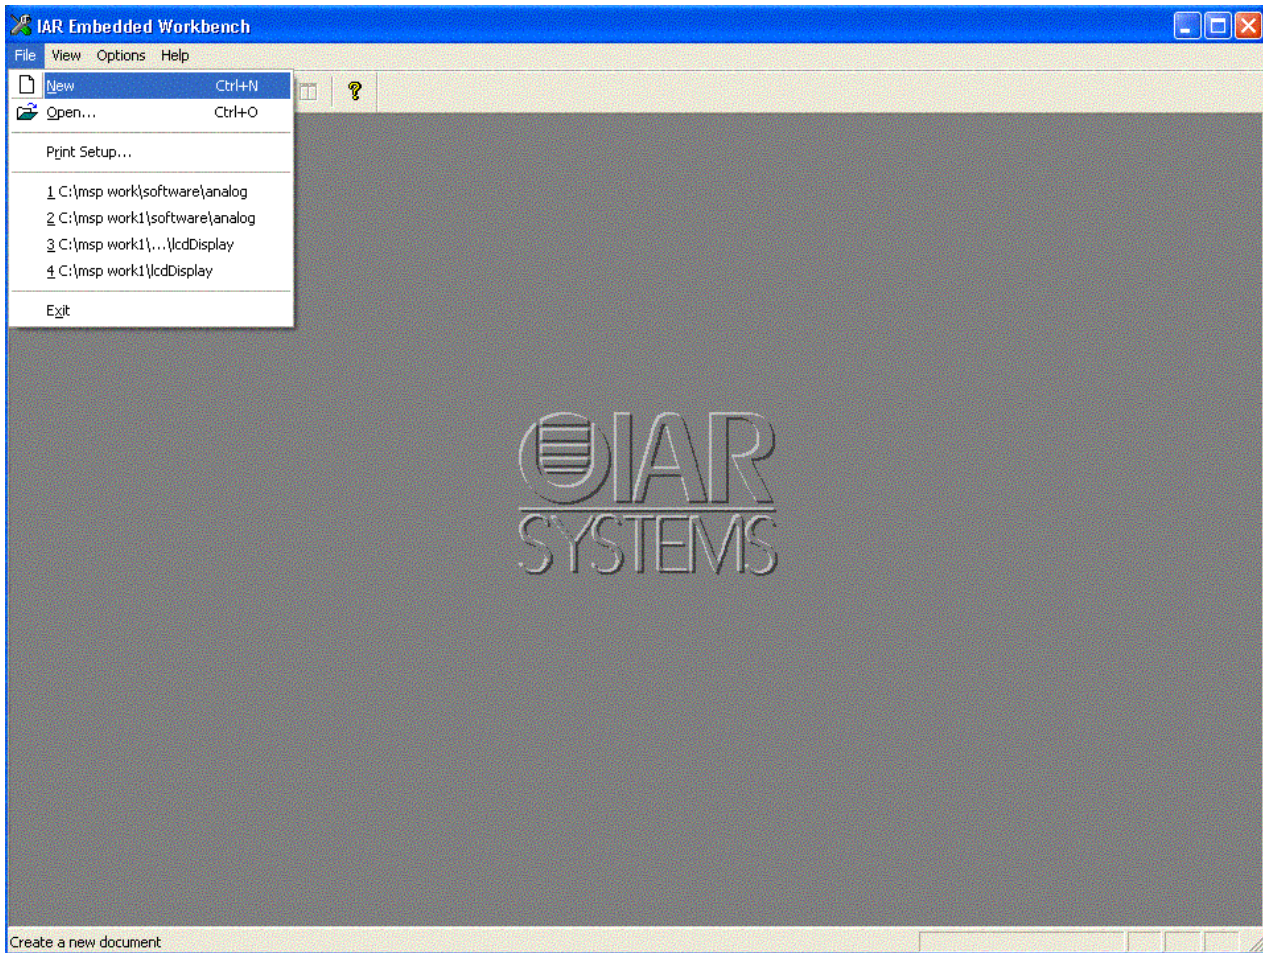 IAR Embedded Workbench
File View Options Help
New Ctrl+N
Open... Ctrl+O
Print Setup...
1 C:\msp work\software\analog
2 C:\msp work1\software\analog
3 C:\msp work1\...\lcdDisplay
4 C:\msp work1\lcdDisplay
Exit
IAR
SYSTEMS
Create a new document